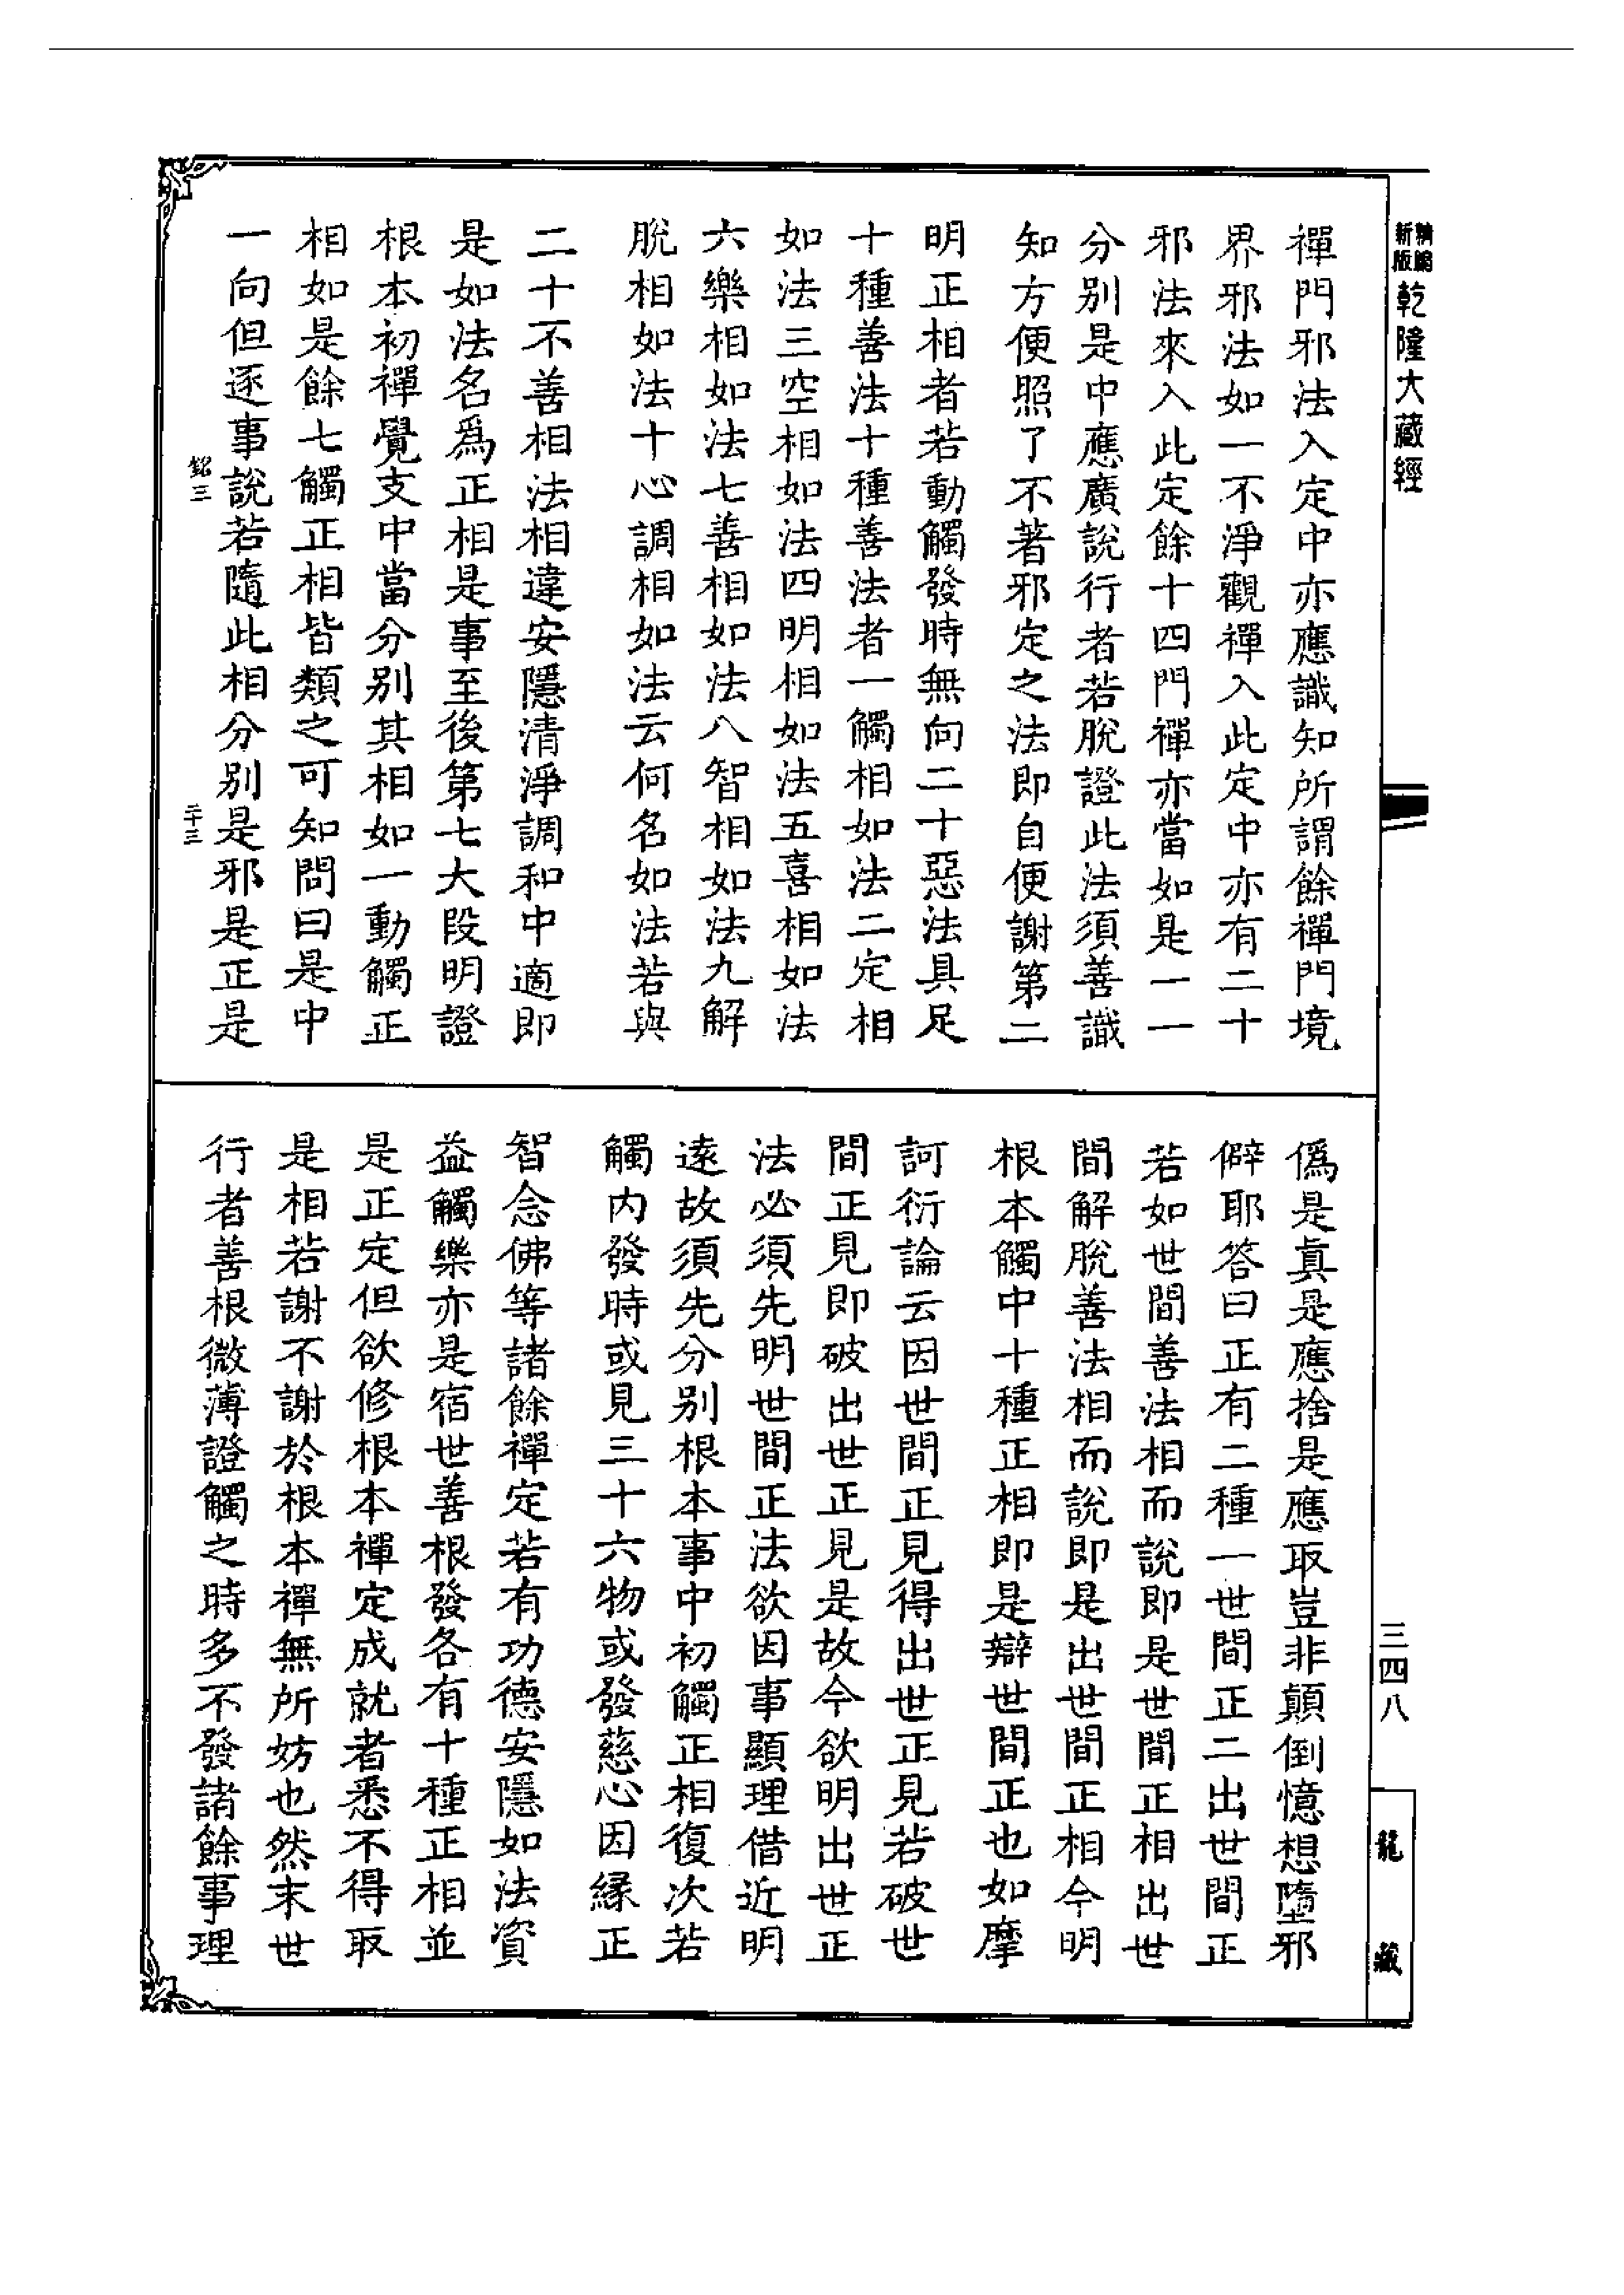 精縮新版乾隆大藏經
禪門邪法入定中亦應識知所謂餘禪門境
界邪法如一不淨觀禪入此定中亦有二十
邪法來入此定餘十四門禪亦當如是一一
分別是中應廣說行者若脫證此法須善識
知方便照了不著邪定之法即自便謝第二
明正相者若動觸發時無向二十惡法具足
十種善法十種善法者一觸相如法二定相
如法三空相如法四明相如法五喜相如法
六樂相如法七善相如法八智相如法九解
脫相如法十心調相如法云何名如法若與
二十不善相法相違安隱清淨調和中適即
是如法名為正相是事至後第七大段明證
根本初禪覺支中當分別其相如一動觸正
相如是餘七觸正相皆類之可知問曰是中
一向但逐事說若隨此相分別是邪是正是
銘三
二十三
偽是真是應捨是應取豈非顛倒憶想墮邪
僻耶答曰正有二種一世間正二出世間正
若如世間善法相而說即是世間正相出世
間解脫善法相而說即是出世間正相今明
根本觸中十種正相即是辯世間正也如摩
訶衍論云因世間正見得出世正見若破世
間正見即破出世正見是故今欲明出世正
法必須先明世間正法欲因事顯理借近明
遠故須先分別根本事中初觸正相復次若
觸內發時或見三十六物或發慈心因緣正
智念佛等諸餘禪定若有功德安隱如法資
益觸樂亦是宿世善根發各有十種正相並
是正定但欲修根本禪定成就者悉不得取
是相若謝不謝於根本禪無所妨也然末世
行者善根微薄證觸之時多不發諸餘事理
三四八
龍藏